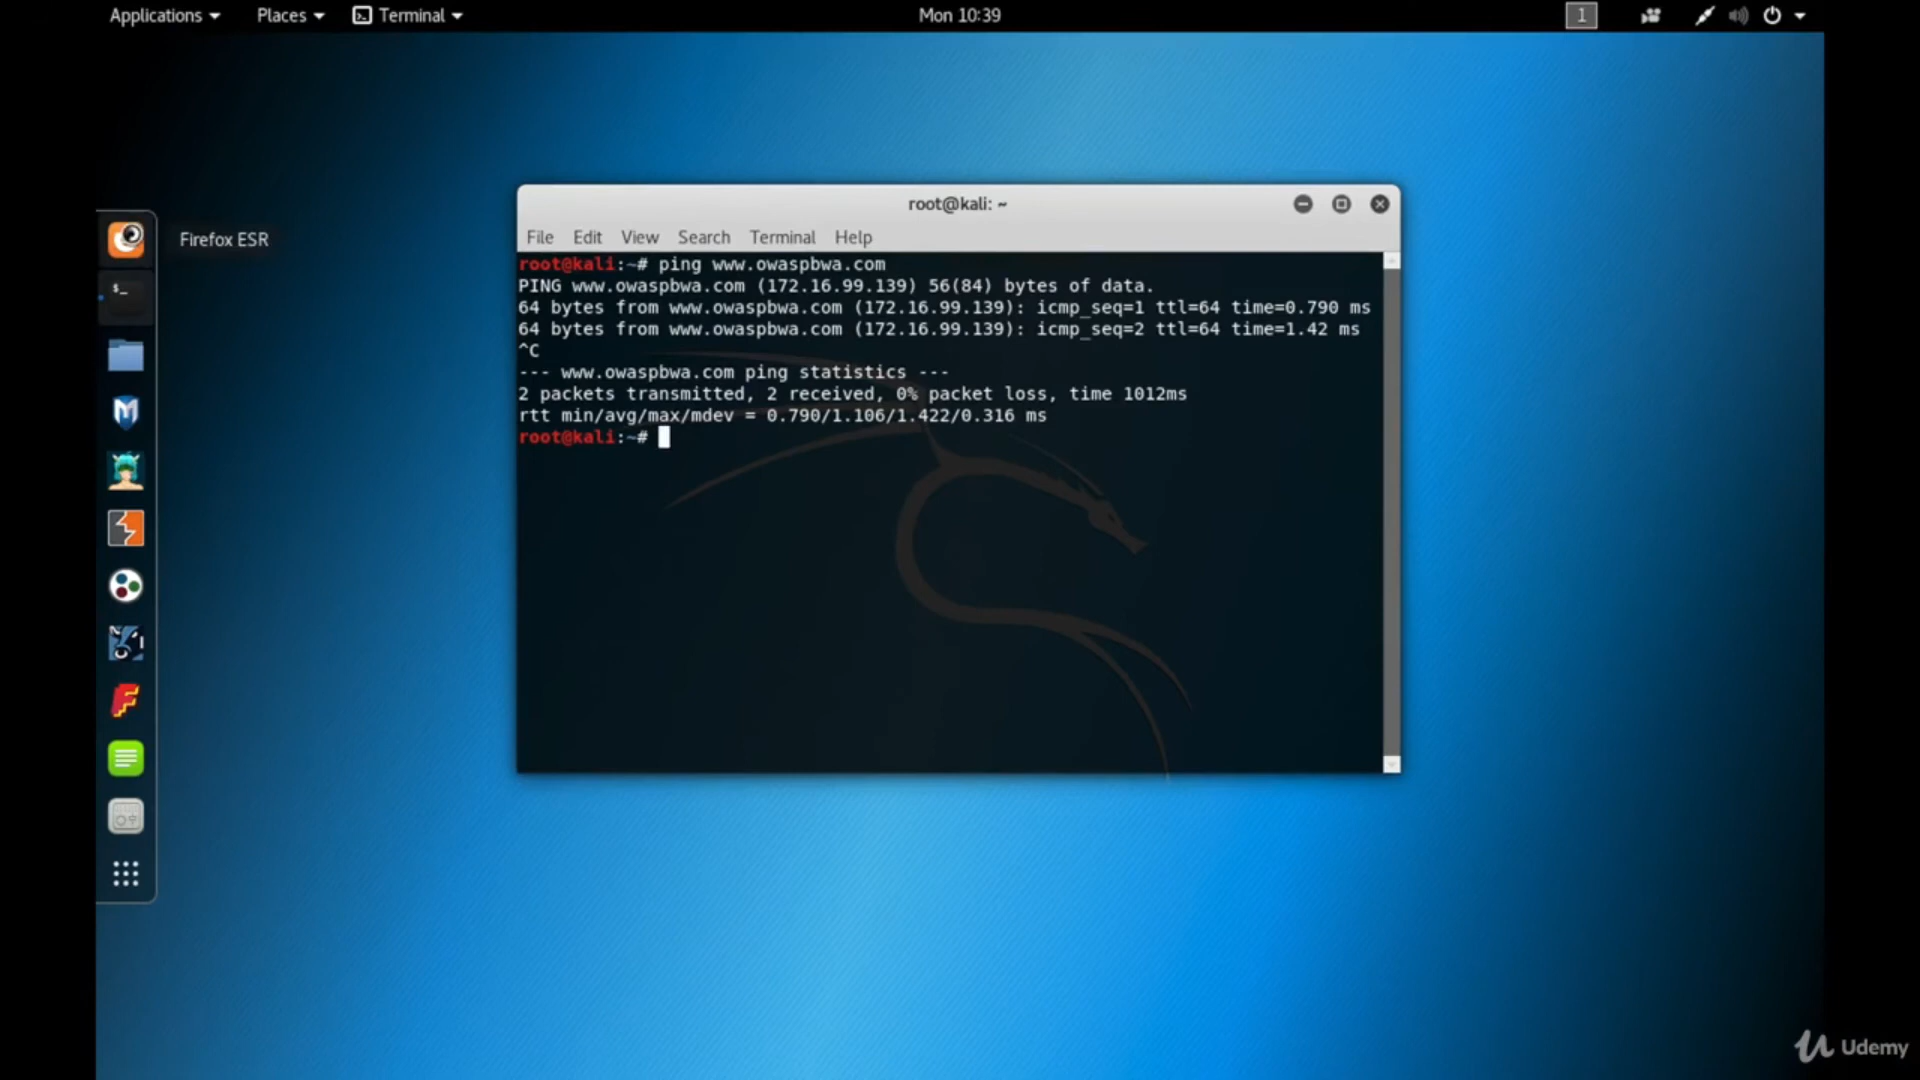 Applications Places Terminal Mon 10:39 1
Firefox ESR
root@kali: ~
File Edit View Search Terminal Help
root@kali:~# ping www.owaspbwa.com
PING www.owaspbwa.com (172.16.99.139) 56(84) bytes of data.
64 bytes from www.owaspbwa.com (172.16.99.139): icmp_seq=1 ttl=64 time=0.790 ms
64 bytes from www.owaspbwa.com (172.16.99.139): icmp_seq=2 ttl=64 time=1.42 ms
^C
--- www.owaspbwa.com ping statistics ---
2 packets transmitted, 2 received, 0% packet loss, time 1012ms
rtt min/avg/max/mdev = 0.790/1.106/1.422/0.316 ms
root@kali:~#
Udemy